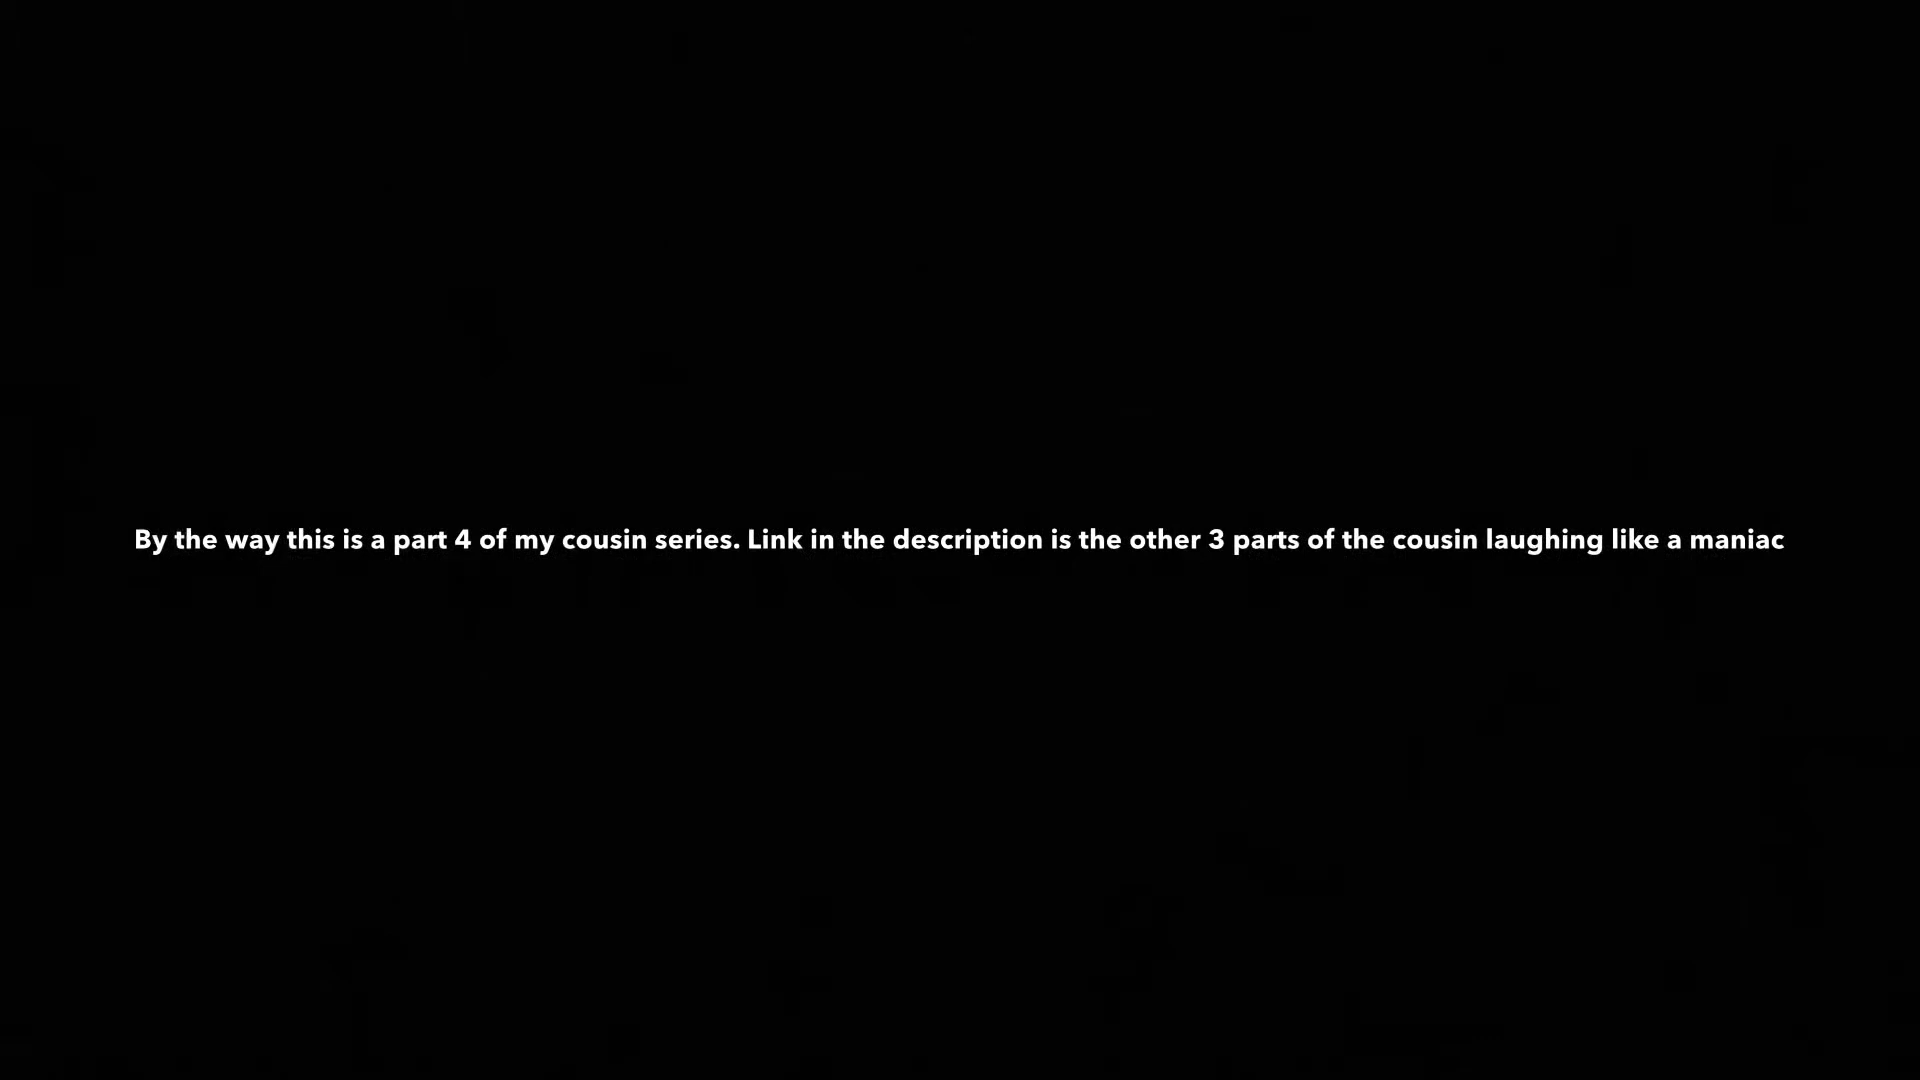 By the way this is a part 4 of my cousin series. Link in the description is the other 3 parts of the cousin laughing like a maniac